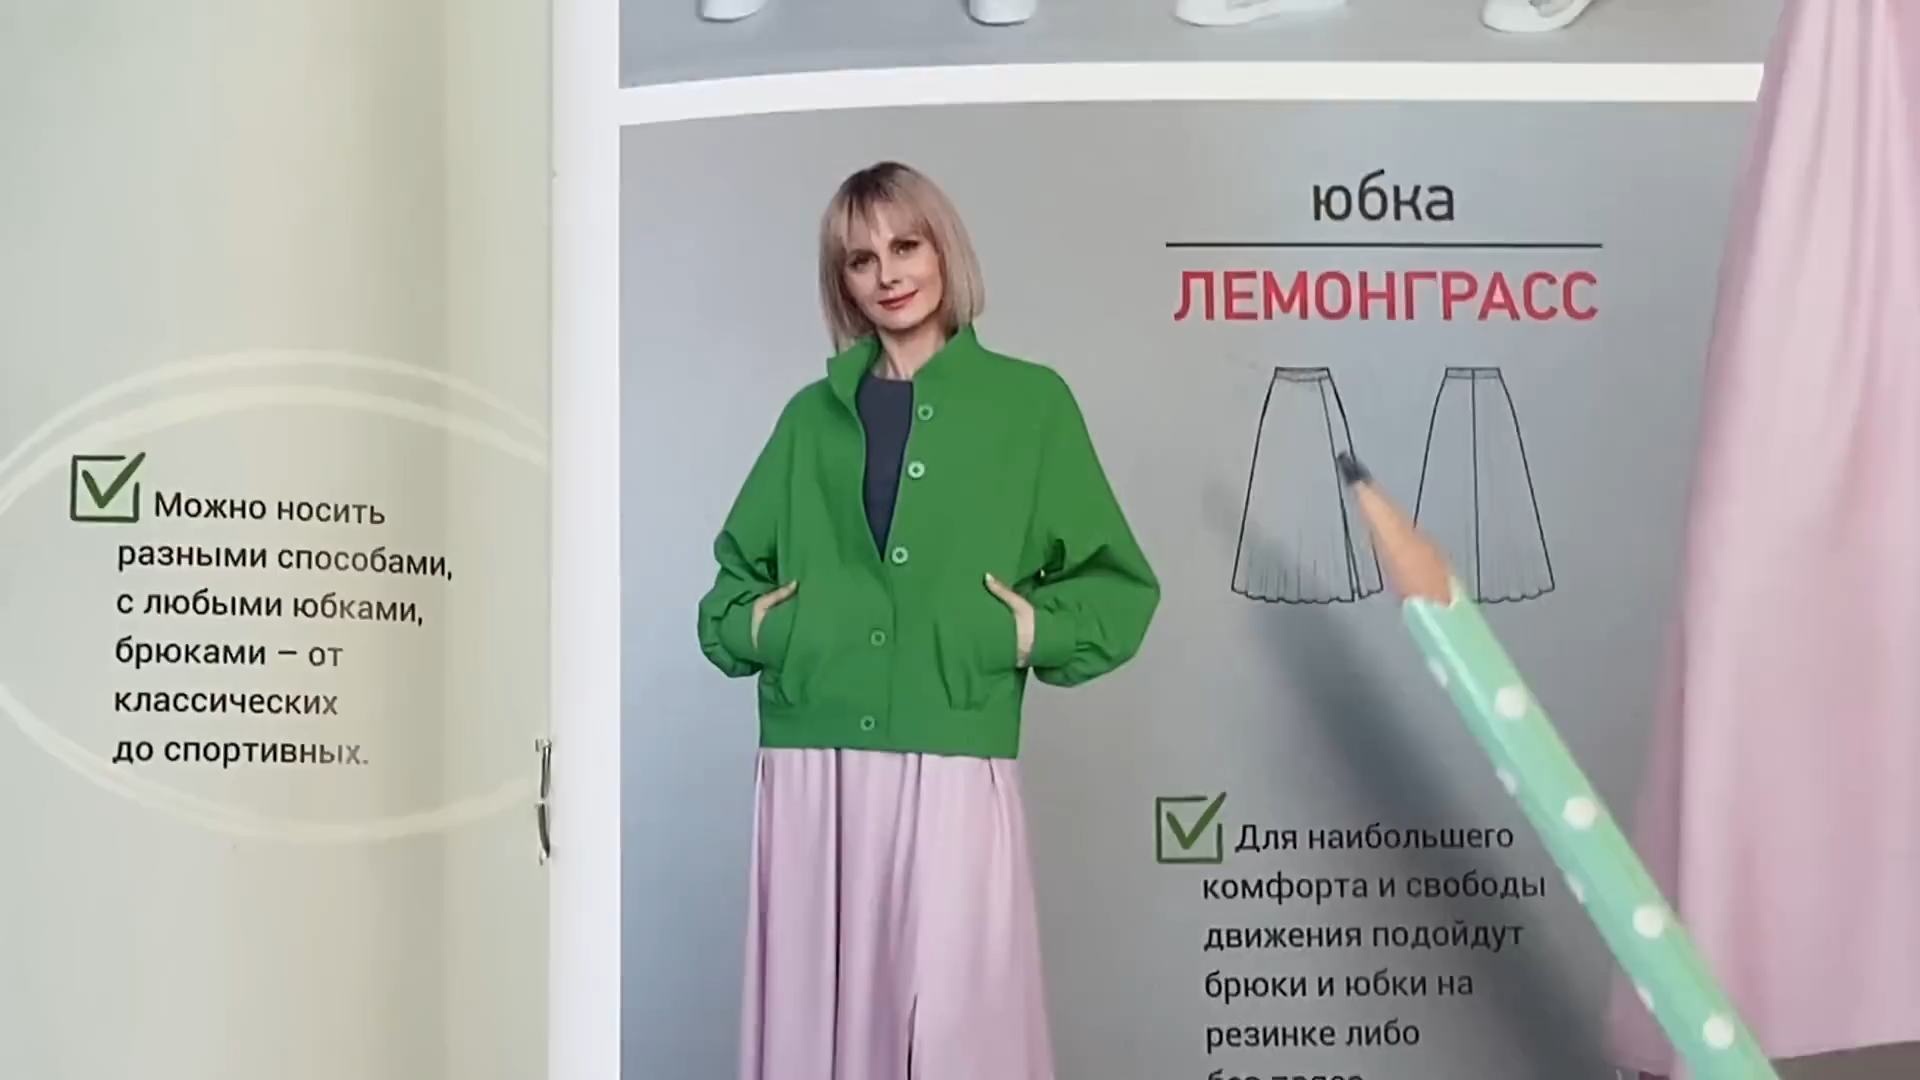 Можно носить
разными способами,
с любыми юбками,
брюками – от
классических
до спортивных.
юбка
ЛЕМОНГРАСС
Для наибольшего
комфорта и свободы
движения подойдут
брюки и юбки на
резинке либо